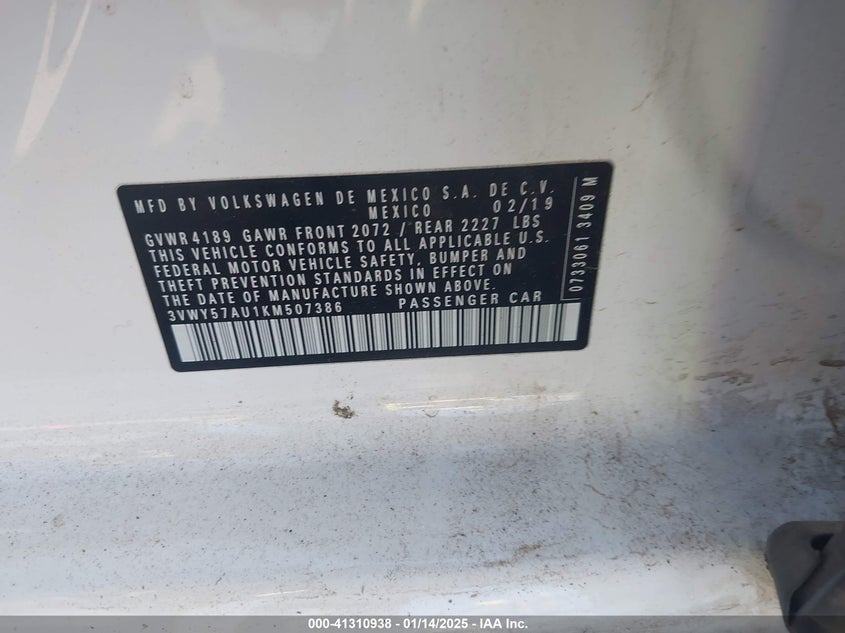 MFD BY VOLKSWAGEN DE MEXICO S.A. DE C.V.
MEXICO 02/19
GVWR 4189 GAWR FRONT 2072 / REAR 2227 LBS
THIS VEHICLE CONFORMS TO ALL APPLICABLE U.S.
FEDERAL MOTOR VEHICLE SAFETY, BUMPER AND
THEFT PREVENTION STANDARDS IN EFFECT ON
THE DATE OF MANUFACTURE SHOWN ABOVE.
3VWY57AU1KM507386 PASSENGER CAR
0733061 3409 M
000-41310938 - 01/14/2025 - IAA Inc.